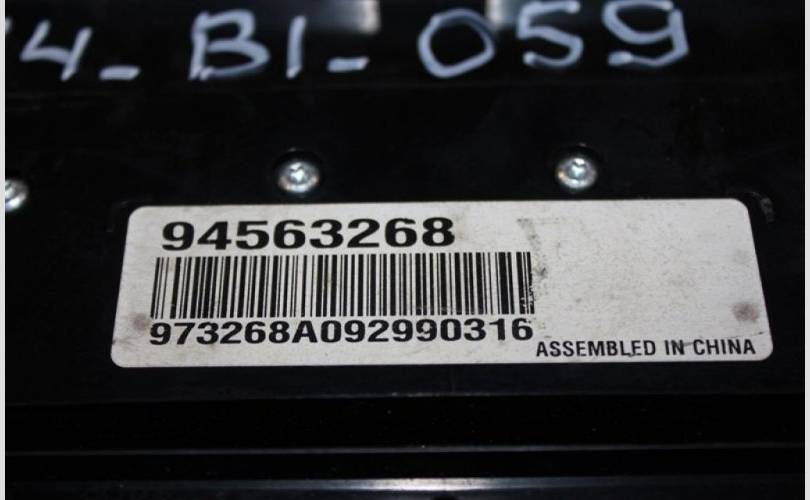 4-BI-059
94563268
973268A092990316
ASSEMBLED IN CHINA